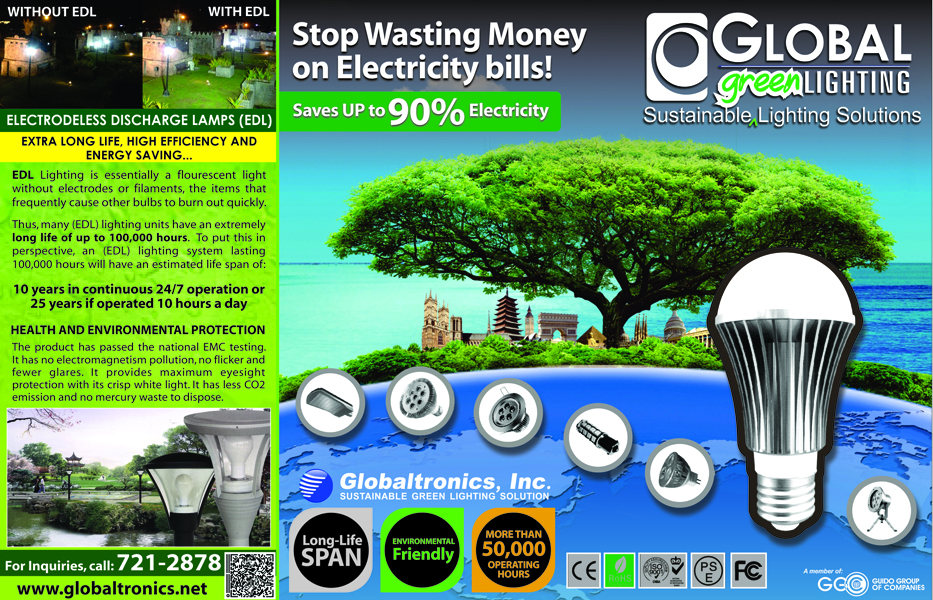 WITHOUT EDL
WITH EDL
ELECTRODELESS DISCHARGE LAMPS (EDL)
EXTRA LONG LIFE, HIGH EFFICIENCY AND
ENERGY SAVING...
EDL Lighting is essentially a flourescent light
without electrodes or filaments, the items that
frequently cause other bulbs to burn out quickly.
Thus, many (EDL) lighting units have an extremely
long life of up to 100,000 hours. To put this in
perspective, an (EDL) lighting system lasting
100,000 hours will have an estimated life span of:
10 years in continuous 24/7 operation or
25 years if operated 10 hours a day
HEALTH AND ENVIRONMENTAL PROTECTION
The product has passed the national EMC testing.
It has no electromagnetism pollution, no flicker and
fewer glares. It provides maximum eyesight
protection with its crisp white light. It has less CO2
emission and no mercury waste to dispose.
For Inquiries, call: 721-2878
www.globaltronics.net
Stop Wasting Money
on Electricity bills!
Saves UP to 90% Electricity
GLOBAL
green LIGHTING
Sustainable Lighting Solutions
Globaltronics, Inc.
SUSTAINABLE GREEN LIGHTING SOLUTION
Long-Life
SPAN
ENVIRONMENTAL
Friendly
MORE THAN
50,000
OPERATING
HOURS
CE
RoHS
ISO
PS
E
FC
A member of:
GGC
GUIDO GROUP
OF COMPANIES